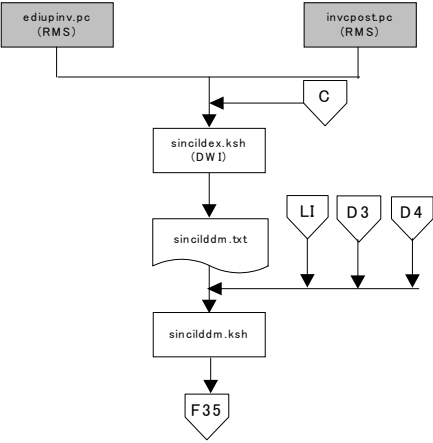 ediupinv.pc
(RMS)
invcpost.pc
(RMS)
C
sincildex.ksh
(DWI)
LI
D3
D4
sincilddm.txt
sincilddm.ksh
F35